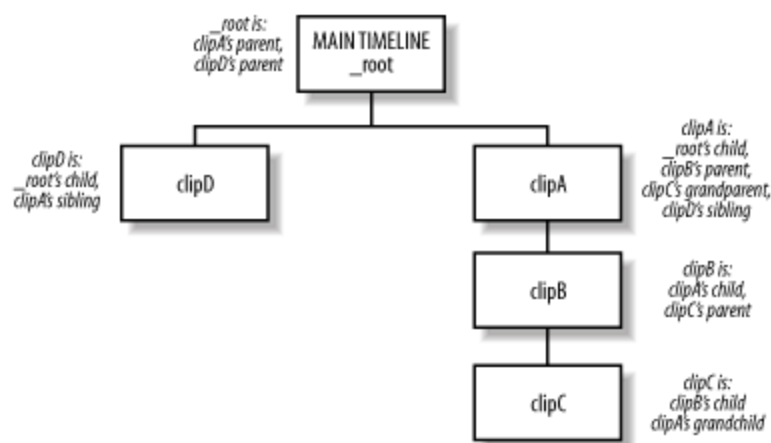 _root is:
clipA's parent,
clipD's parent
MAIN TIMELINE
_root
clipD is:
_root's child,
clipA's sibling
clipD
clipA
clipA is:
_root's child,
clipB's parent,
clipC's grandparent,
clipD's sibling
clipB
clipB is:
clipA's child,
clipC's parent
clipC
clipC is:
clipB's child
clipA's grandchild